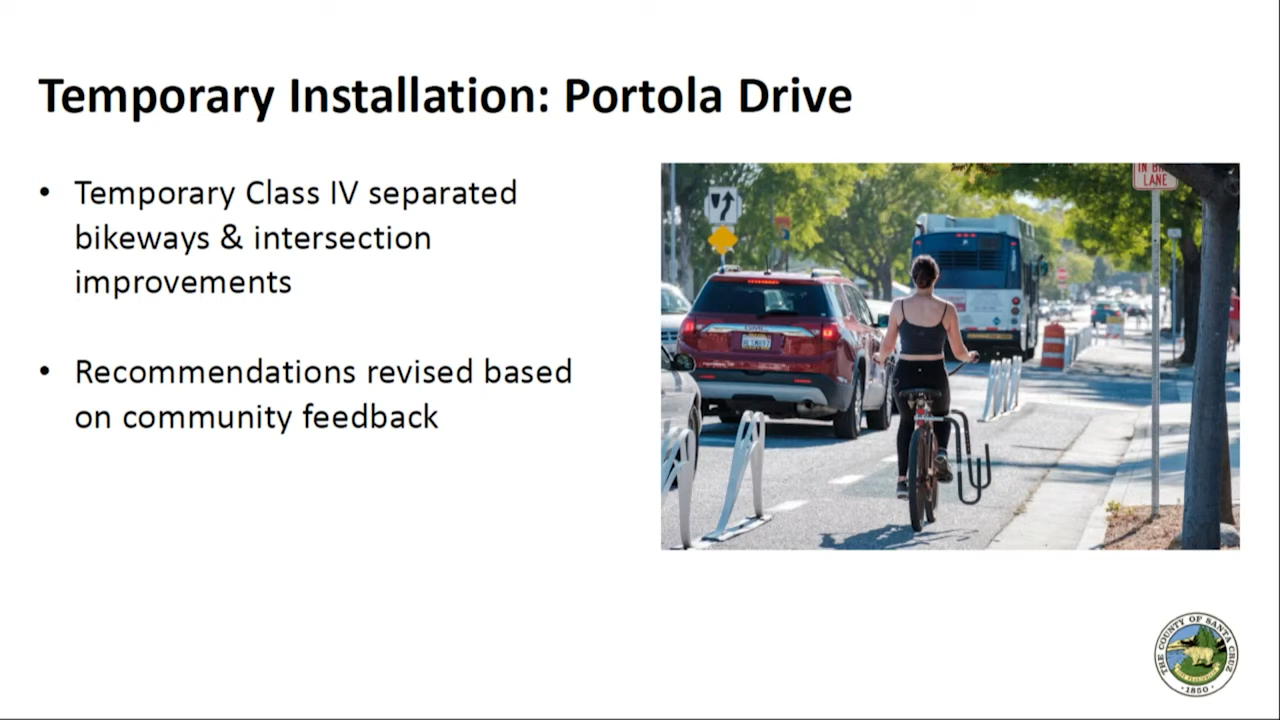 Temporary Installation: Portola Drive
• Temporary Class IV separated
bikeways & intersection
improvements
• Recommendations revised based
on community feedback
LANE
THE COUNTY OF SANTA CRUZ
1850